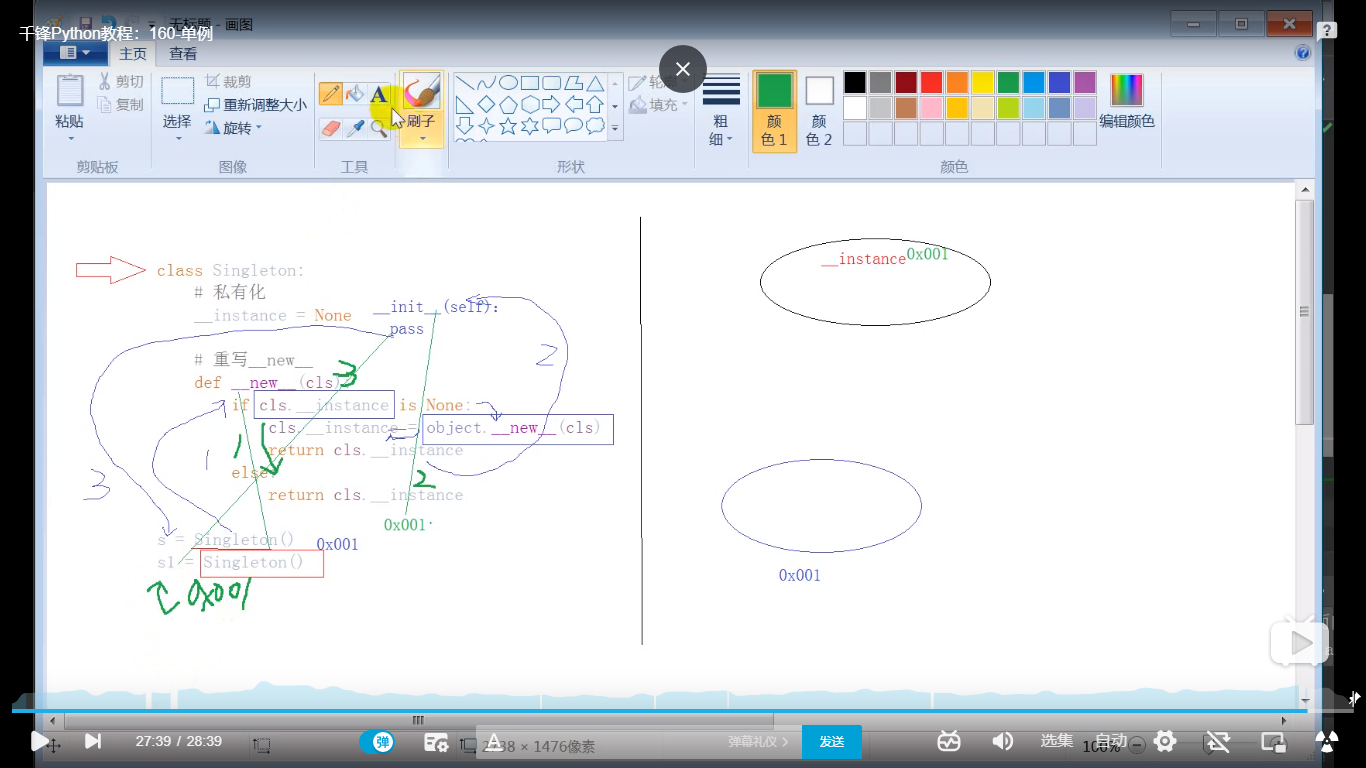 千锋Python教程：160-单例
无标题 - 画图
主页 查看
粘贴
剪切
复制
剪贴板
选择
裁剪
重新调整大小
旋转
图像
A
刷子
工具
轮廓
填充
形状
粗
细
颜
色 1
颜
色 2
编辑颜色
颜色
class Singleton:
# 私有化
__instance = None
__init__(self):
pass
# 重写__new__
def __new__(cls)
3
if cls.__instance is None:
cls.__instance = object.__new__(cls)
return cls.__instance
else:
return cls.__instance
1
1
2
2
3
0x001
s = Singleton()
0x001
s1 = Singleton()
0x001
__instance
0x001
0x001
27:39 / 28:39
弹
× 1476像素
弹幕礼仪 >
发送
选集
自动
100%